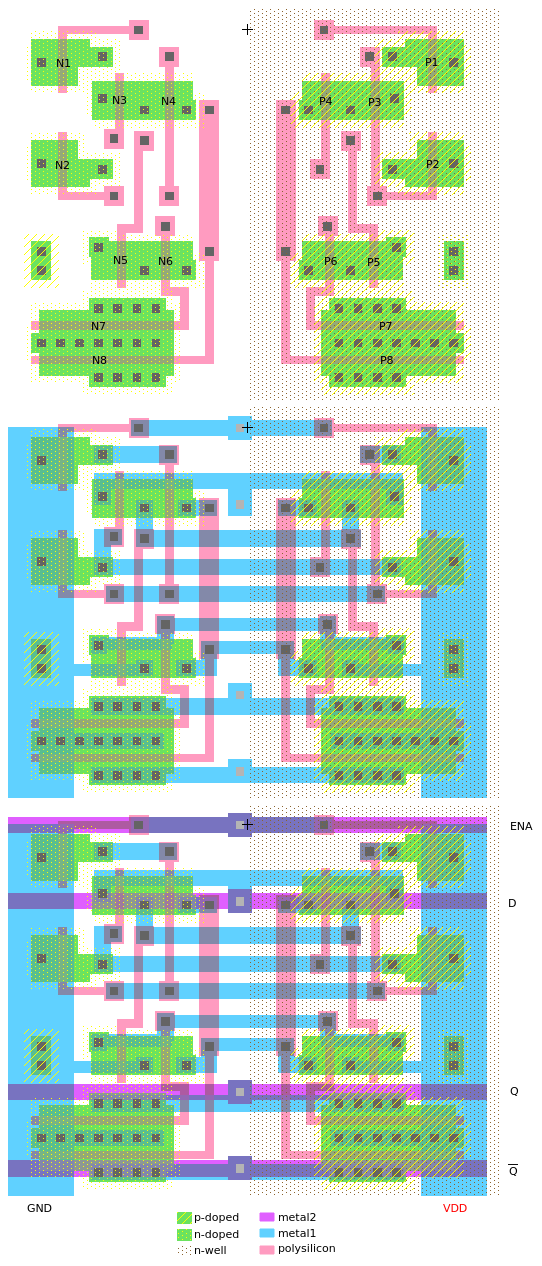 N1 P1
N3 N4 P4 P3
N2 P2
N5 N6 P6 P5
N7 P7
N8 P8
ENA
D
Q
Q̅
GND VDD
p-doped metal2
n-doped metal1
n-well polysilicon